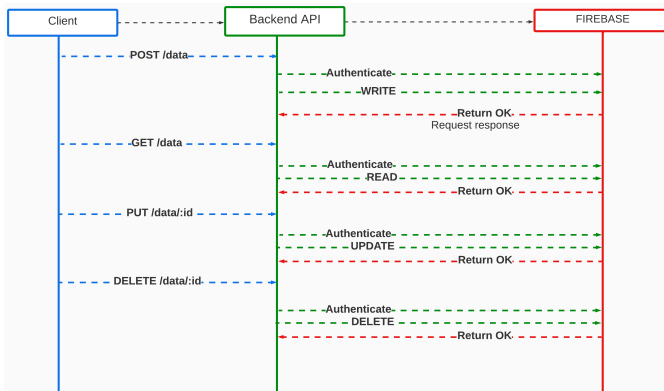 Client
Backend API
FIREBASE
POST /data
Authenticate
WRITE
Return OK
Request response
GET /data
Authenticate
READ
Return OK
PUT /data/:id
Authenticate
UPDATE
Return OK
DELETE /data/:id
Authenticate
DELETE
Return OK